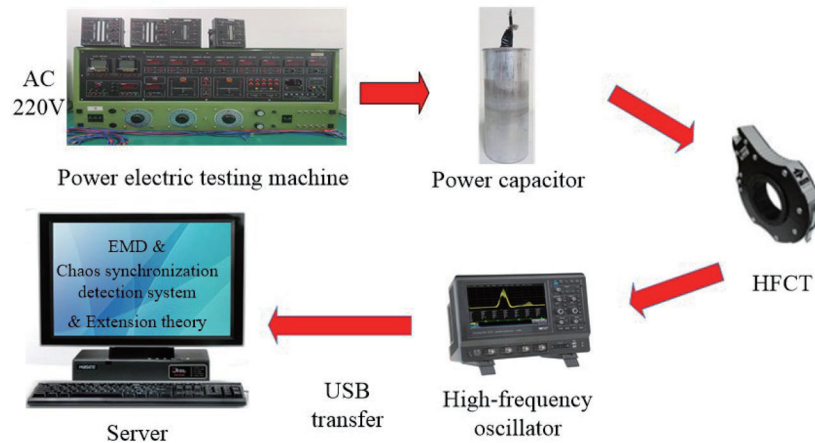 AC
220V
Power electric testing machine
Power capacitor
HFCT
EMD &
Chaos synchronization
detection system
& Extension theory
USB
transfer
High-frequency
oscillator
Server